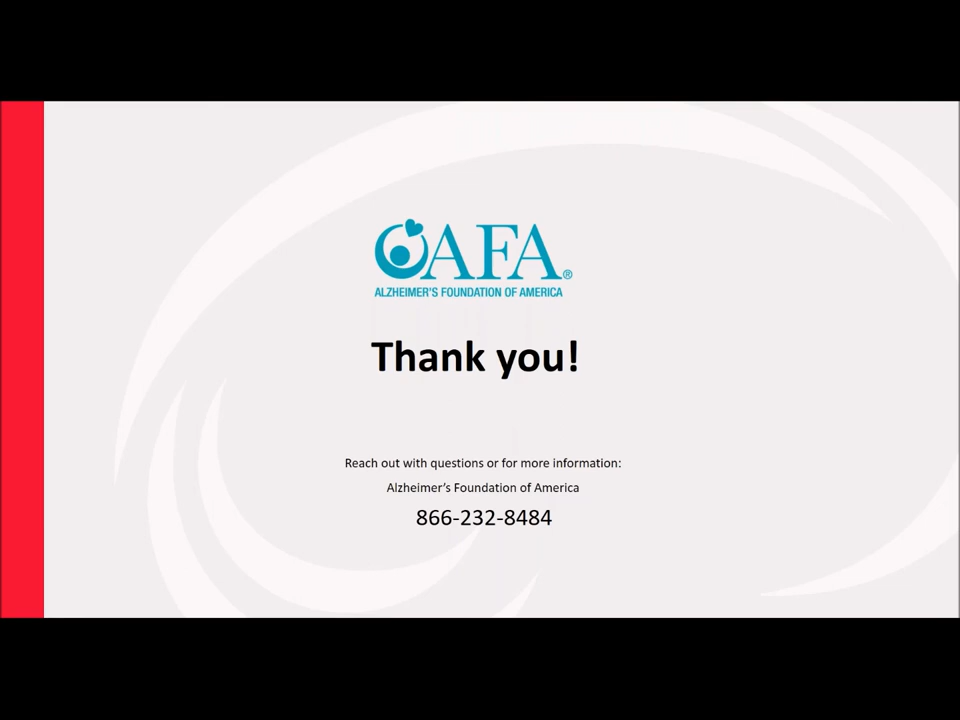 AFA®
ALZHEIMER'S FOUNDATION OF AMERICA
Thank you!
Reach out with questions or for more information:
Alzheimer’s Foundation of America
866-232-8484